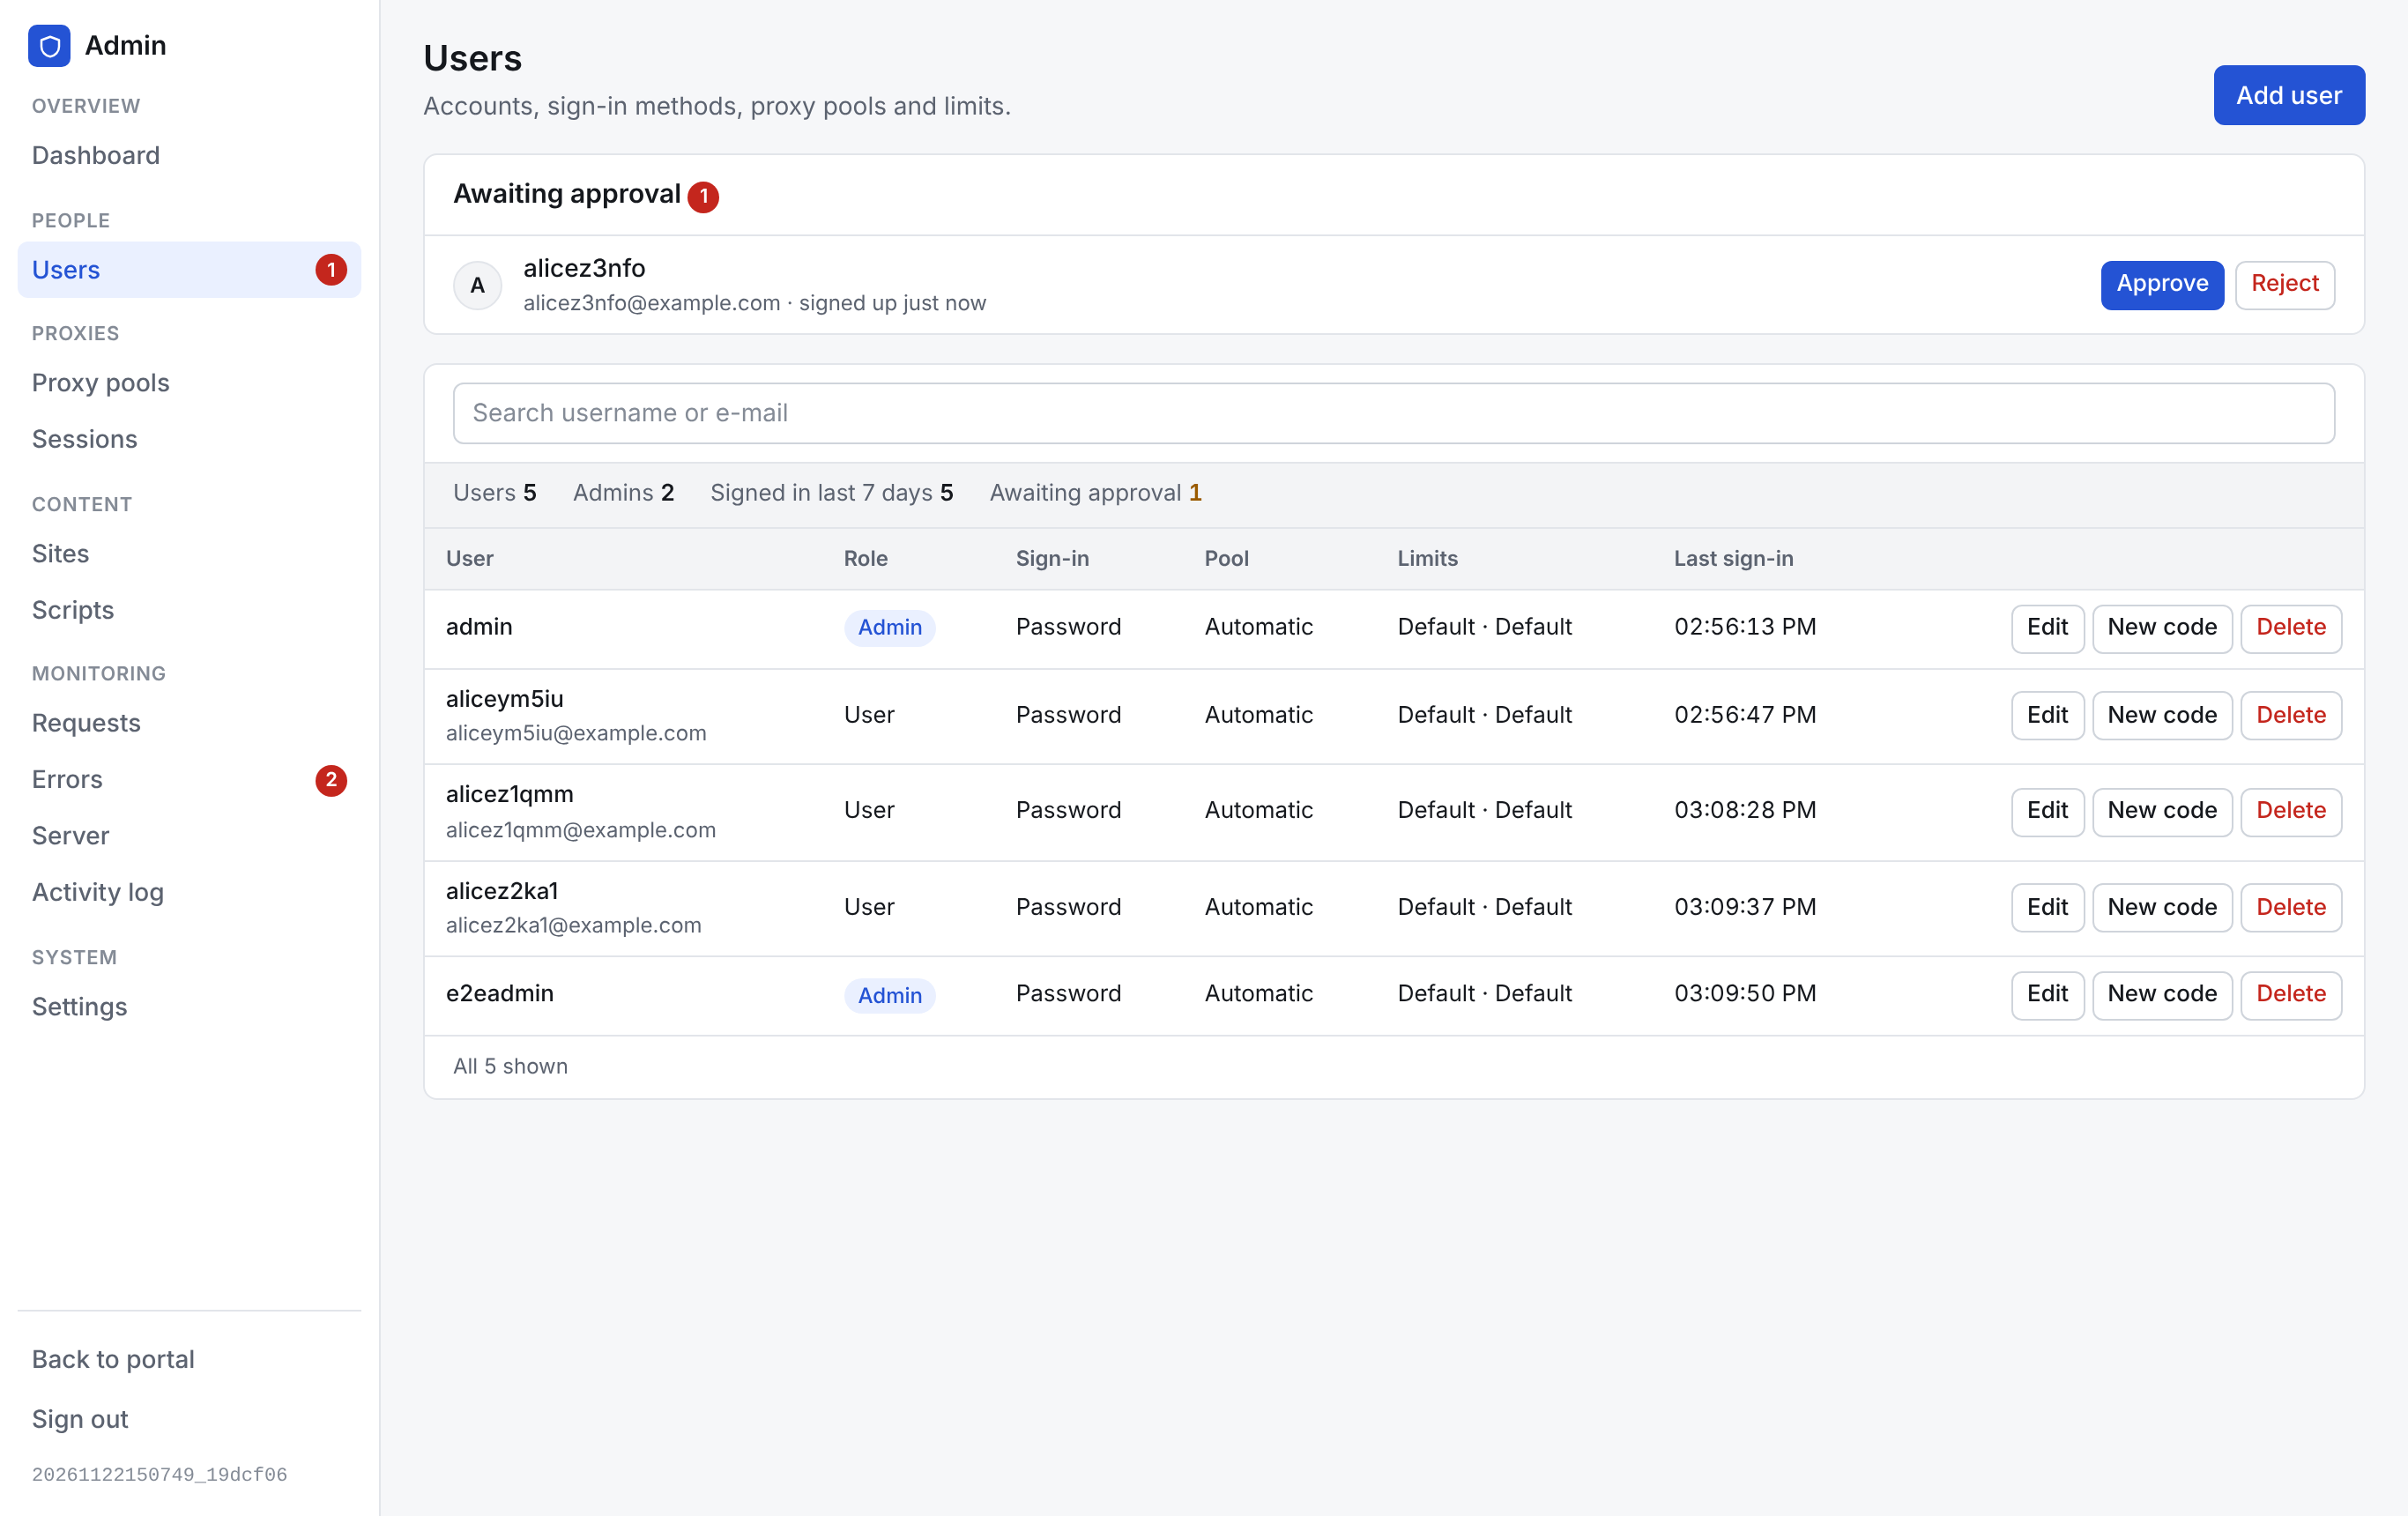 Admin
OVERVIEW
Dashboard
PEOPLE
Users 1
PROXIES
Proxy pools
Sessions
CONTENT
Sites
Scripts
MONITORING
Requests
Errors 2
Server
Activity log
SYSTEM
Settings
Back to portal
Sign out
20261122150749_19dcf06
Users
Accounts, sign-in methods, proxy pools and limits.
Add user
Awaiting approval 1
A
alicez3nfo
alicez3nfo@example.com · signed up just now
Approve Reject
Search username or e-mail
Users 5 Admins 2 Signed in last 7 days 5 Awaiting approval 1
User Role Sign-in Pool Limits Last sign-in
admin Admin Password Automatic Default · Default 02:56:13 PM Edit New code Delete
aliceym5iu
aliceym5iu@example.com
User Password Automatic Default · Default 02:56:47 PM Edit New code Delete
alicez1qmm
alicez1qmm@example.com
User Password Automatic Default · Default 03:08:28 PM Edit New code Delete
alicez2ka1
alicez2ka1@example.com
User Password Automatic Default · Default 03:09:37 PM Edit New code Delete
e2eadmin Admin Password Automatic Default · Default 03:09:50 PM Edit New code Delete
All 5 shown